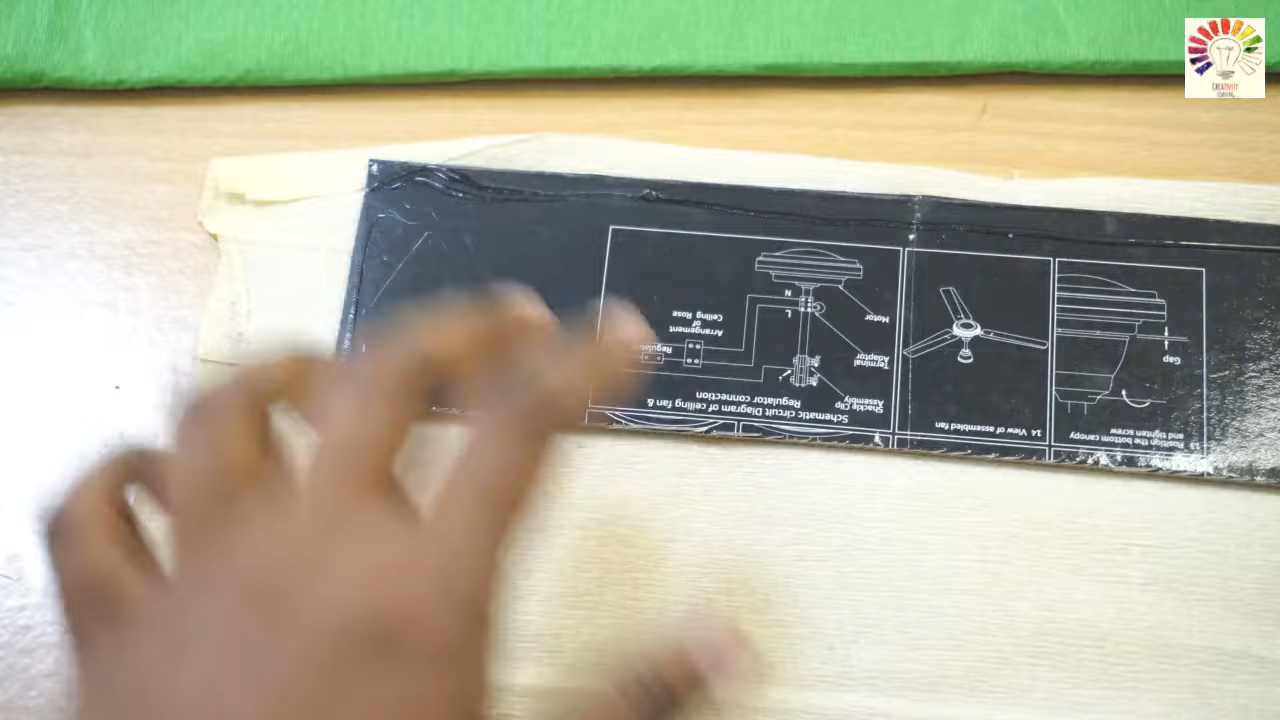 CREATIVITY
Schematic circuit Diagram of ceiling fan &
Regulator connection
Shackle Clip
Assembly
Terminal
Adaptor
Motor
L
N
Arrangement
of
Ceiling Rose
14 View of assembled fan
13 Position the bottom canopy
and tighten screw
Gap